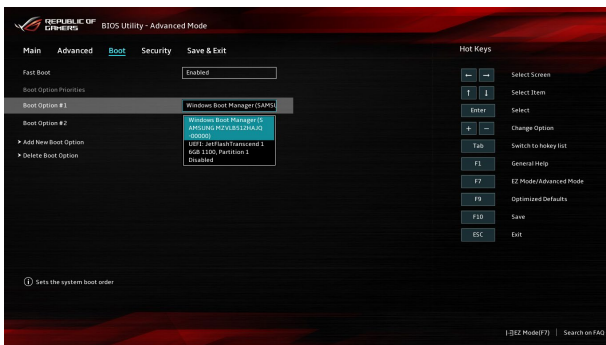 REPUBLIC OF
GAMERS
BIOS Utility - Advanced Mode
Main Advanced Boot Security Save & Exit
Hot Keys
Fast Boot Enabled
Boot Option Priorities
Boot Option #1 Windows Boot Manager (SAMSU
Boot Option #2
Windows Boot Manager (S
AMSUNG MZVLB512HAJQ
-00000)
UEFI: JetFlashTranscend 1
6GB 1100, Partition 1
Disabled
> Add New Boot Option
> Delete Boot Option
← → Select Screen
↑ ↓ Select Item
Enter Select
+ − Change Option
Tab Switch to hokey list
F1 General Help
F7 EZ Mode/Advanced Mode
F9 Optimized Defaults
F10 Save
ESC Exit
i Sets the system boot order
EZ Mode(F7) | Search on FAQ